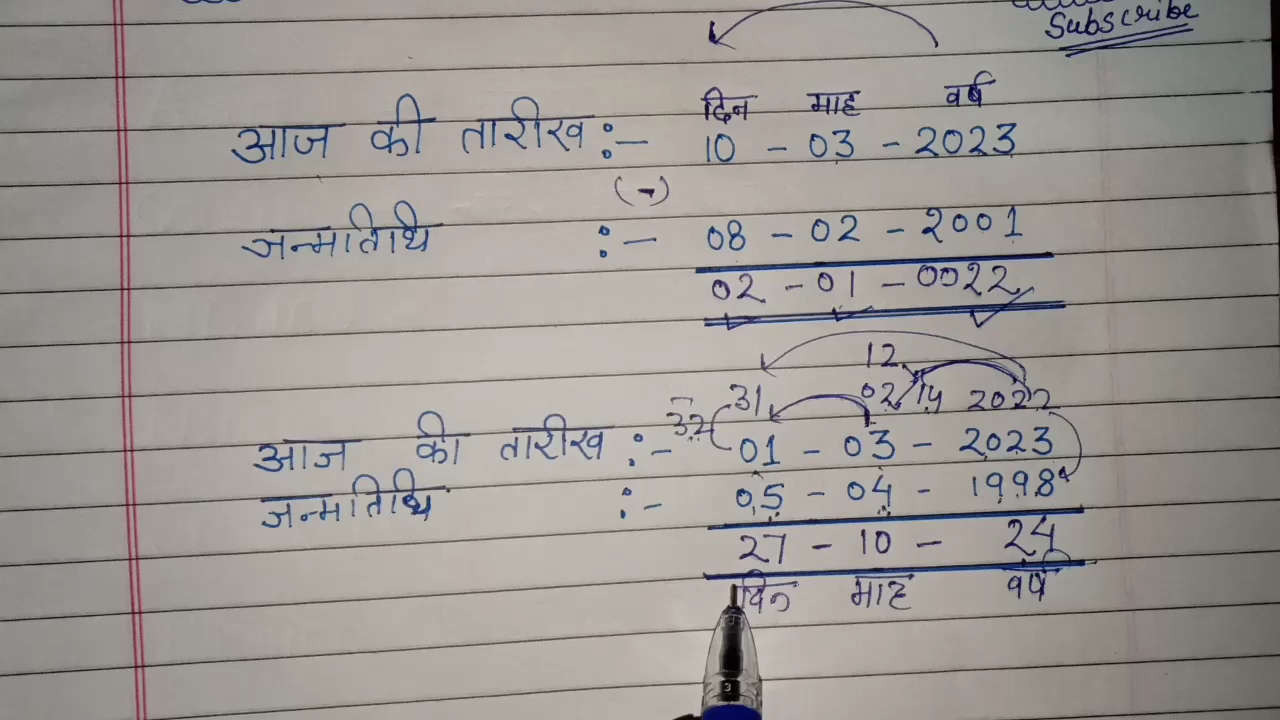 Subscribe
दिन माह वर्ष
आज की तारीख :- 10 - 03 - 2023
(-)
जन्मतिथि :- 08 - 02 - 2001
02 - 01 - 0022
12
31 02 14 2022
32
आज की तारीख :- 01 - 03 - 2023
जन्मतिथि :- 05 - 04 - 1998
27 - 10 - 24
दिन माह वर्ष